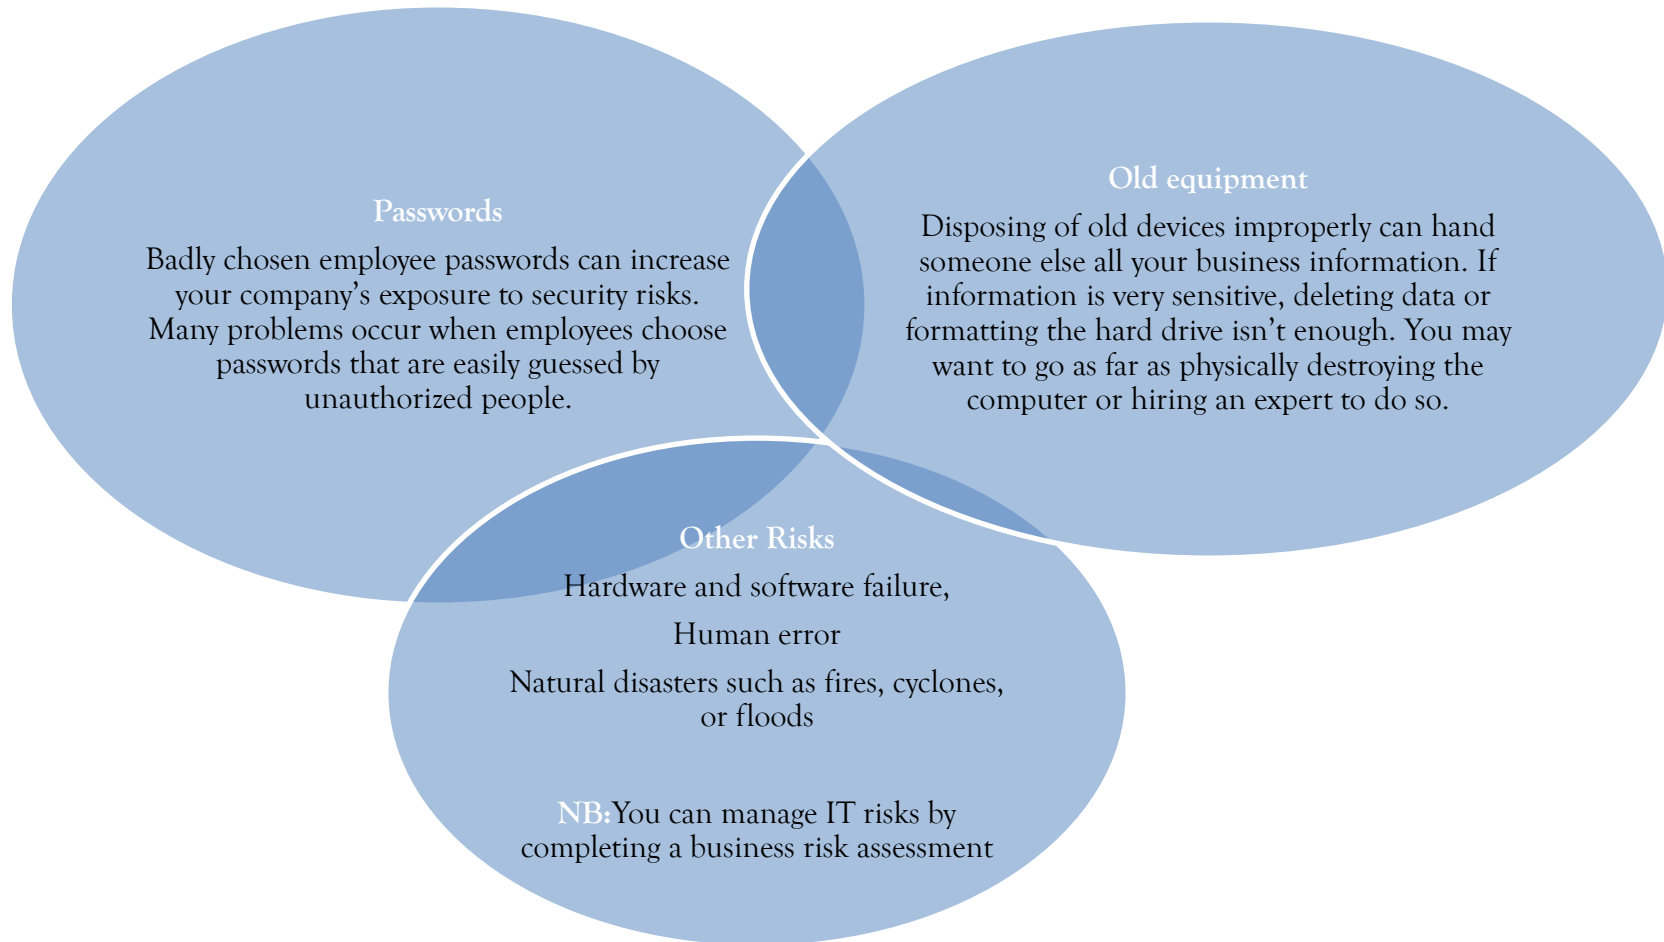 Passwords
Badly chosen employee passwords can increase
your company’s exposure to security risks.
Many problems occur when employees choose
passwords that are easily guessed by
unauthorized people.
Old equipment
Disposing of old devices improperly can hand
someone else all your business information. If
information is very sensitive, deleting data or
formatting the hard drive isn’t enough. You may
want to go as far as physically destroying the
computer or hiring an expert to do so.
Other Risks
Hardware and software failure,
Human error
Natural disasters such as fires, cyclones,
or floods
NB:You can manage IT risks by
completing a business risk assessment